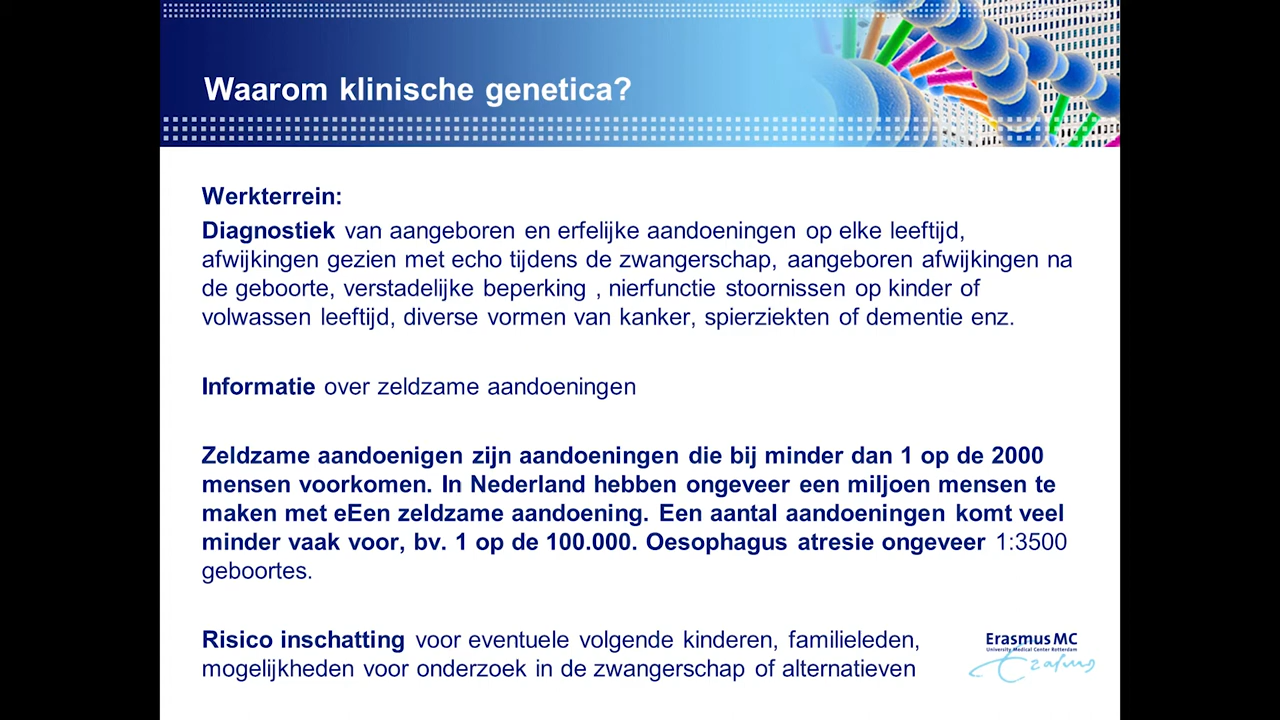 Waarom klinische genetica?
Werkterrein:
Diagnostiek van aangeboren en erfelijke aandoeningen op elke leeftijd,
afwijkingen gezien met echo tijdens de zwangerschap, aangeboren afwijkingen na
de geboorte, verstadelijke beperking , nierfunctie stoornissen op kinder of
volwassen leeftijd, diverse vormen van kanker, spierziekten of dementie enz.
Informatie over zeldzame aandoeningen
Zeldzame aandoenigen zijn aandoeningen die bij minder dan 1 op de 2000
mensen voorkomen. In Nederland hebben ongeveer een miljoen mensen te
maken met eEen zeldzame aandoening. Een aantal aandoeningen komt veel
minder vaak voor, bv. 1 op de 100.000. Oesophagus atresie ongeveer 1:3500
geboortes.
Risico inschatting voor eventuele volgende kinderen, familieleden,
mogelijkheden voor onderzoek in de zwangerschap of alternatieven
Erasmus MC
University Medical Center Rotterdam
Erasmus